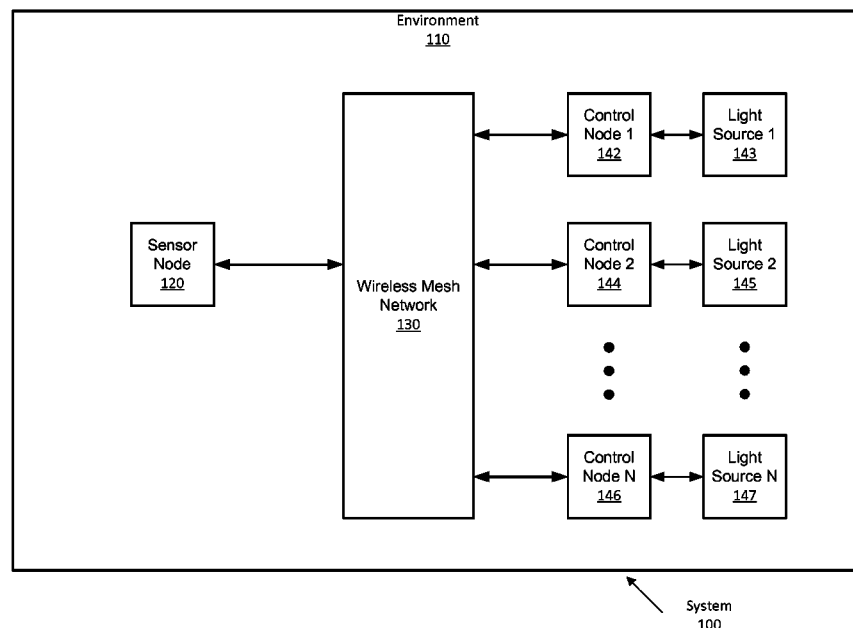 Environment
110
Control
Node 1
142
Light
Source 1
143
Sensor
Node
120
Wireless Mesh
Network
130
Control
Node 2
144
Light
Source 2
145
Control
Node N
146
Light
Source N
147
System
100